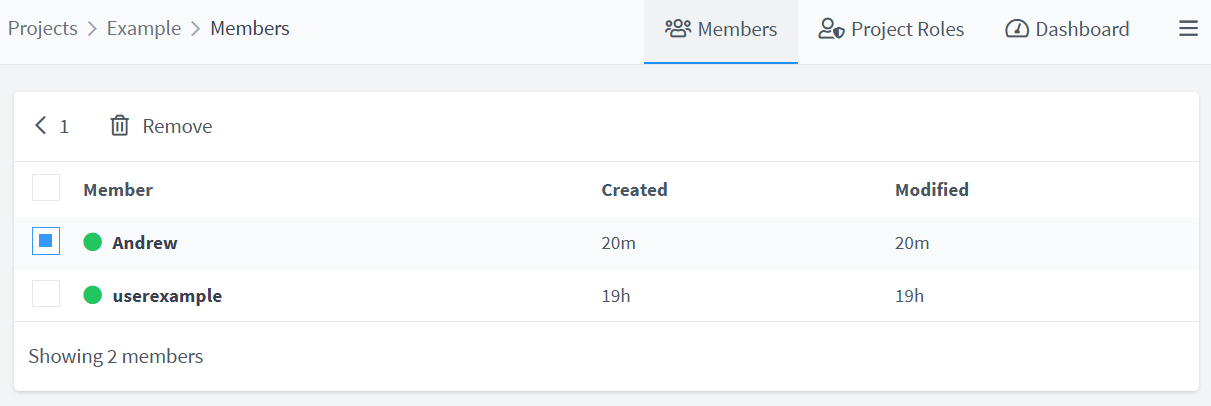 Projects > Example > Members Members Project Roles Dashboard
1 Remove
Member Created Modified
Andrew 20m 20m
userexample 19h 19h
Showing 2 members